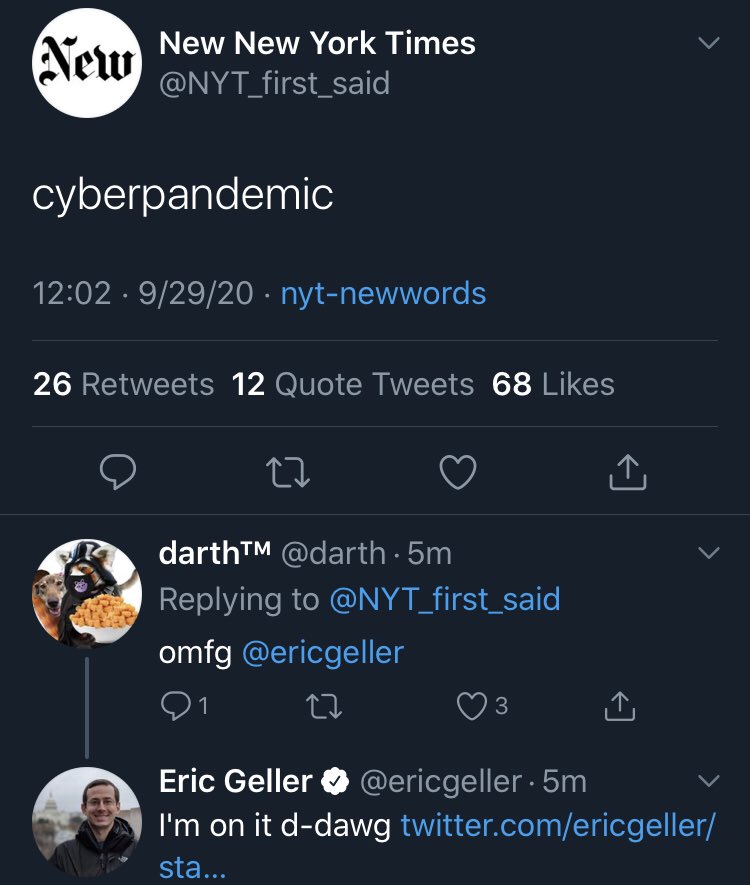 New
New New York Times
@NYT_first_said
cyberpandemic
12:02 · 9/29/20 · nyt-newwords
26 Retweets 12 Quote Tweets 68 Likes
darth™ @darth · 5m
Replying to @NYT_first_said
omfg @ericgeller
1 3
Eric Geller @ericgeller · 5m
I'm on it d-dawg twitter.com/ericgeller/
sta...